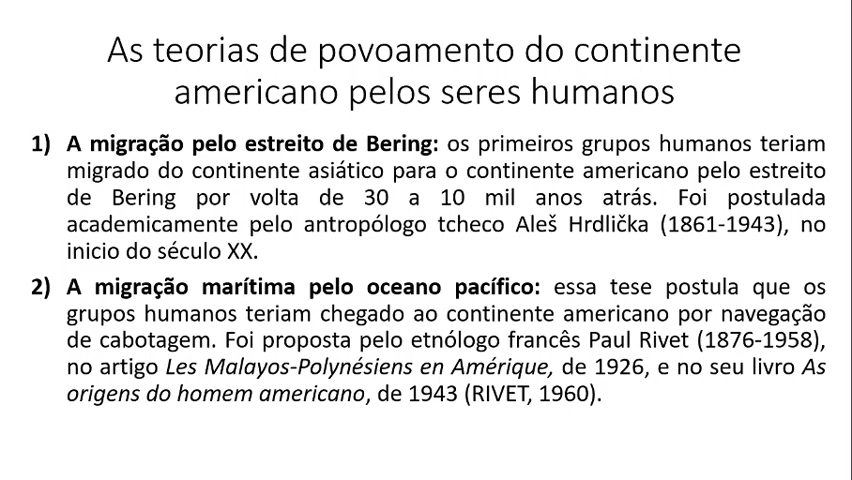 As teorias de povoamento do continente
americano pelos seres humanos
1) A migração pelo estreito de Bering: os primeiros grupos humanos teriam
migrado do continente asiático para o continente americano pelo estreito
de Bering por volta de 30 a 10 mil anos atrás. Foi postulada
academicamente pelo antropólogo tcheco Aleš Hrdlička (1861-1943), no
inicio do século XX.
2) A migração marítima pelo oceano pacífico: essa tese postula que os
grupos humanos teriam chegado ao continente americano por navegação
de cabotagem. Foi proposta pelo etnólogo francês Paul Rivet (1876-1958),
no artigo Les Malayos-Polynésiens en Amérique, de 1926, e no seu livro As
origens do homem americano, de 1943 (RIVET, 1960).